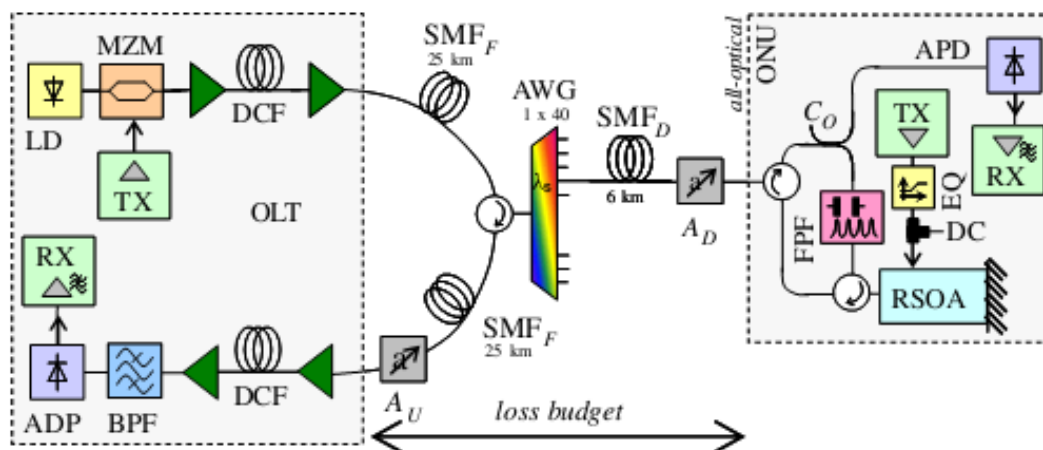 MZM
LD
TX
DCF
OLT
SMF_F
25 km
AWG
1 x 40
λs
SMF_D
6 km
a
A_D
all-optical
ONU
C_O
APD
TX
RX
EQ
DC
FPF
RSOA
RX
ADP
BPF
DCF
a
A_U
SMF_F
25 km
loss budget